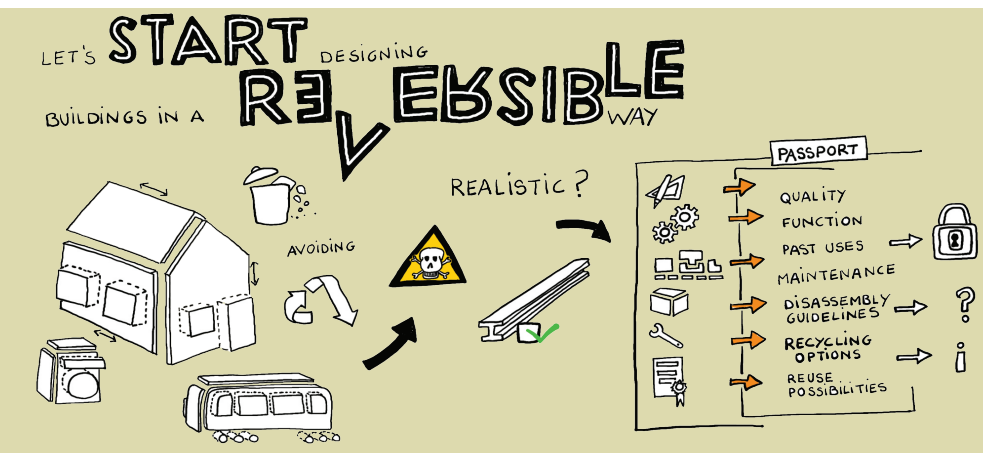 LET'S START DESIGNING
BUILDINGS IN A REVERSIBLE WAY
AVOIDING
REALISTIC?
PASSPORT
QUALITY
FUNCTION
PAST USES
MAINTENANCE
DISASSEMBLY
GUIDELINES
RECYCLING
OPTIONS
REUSE
POSSIBILITIES
?
i